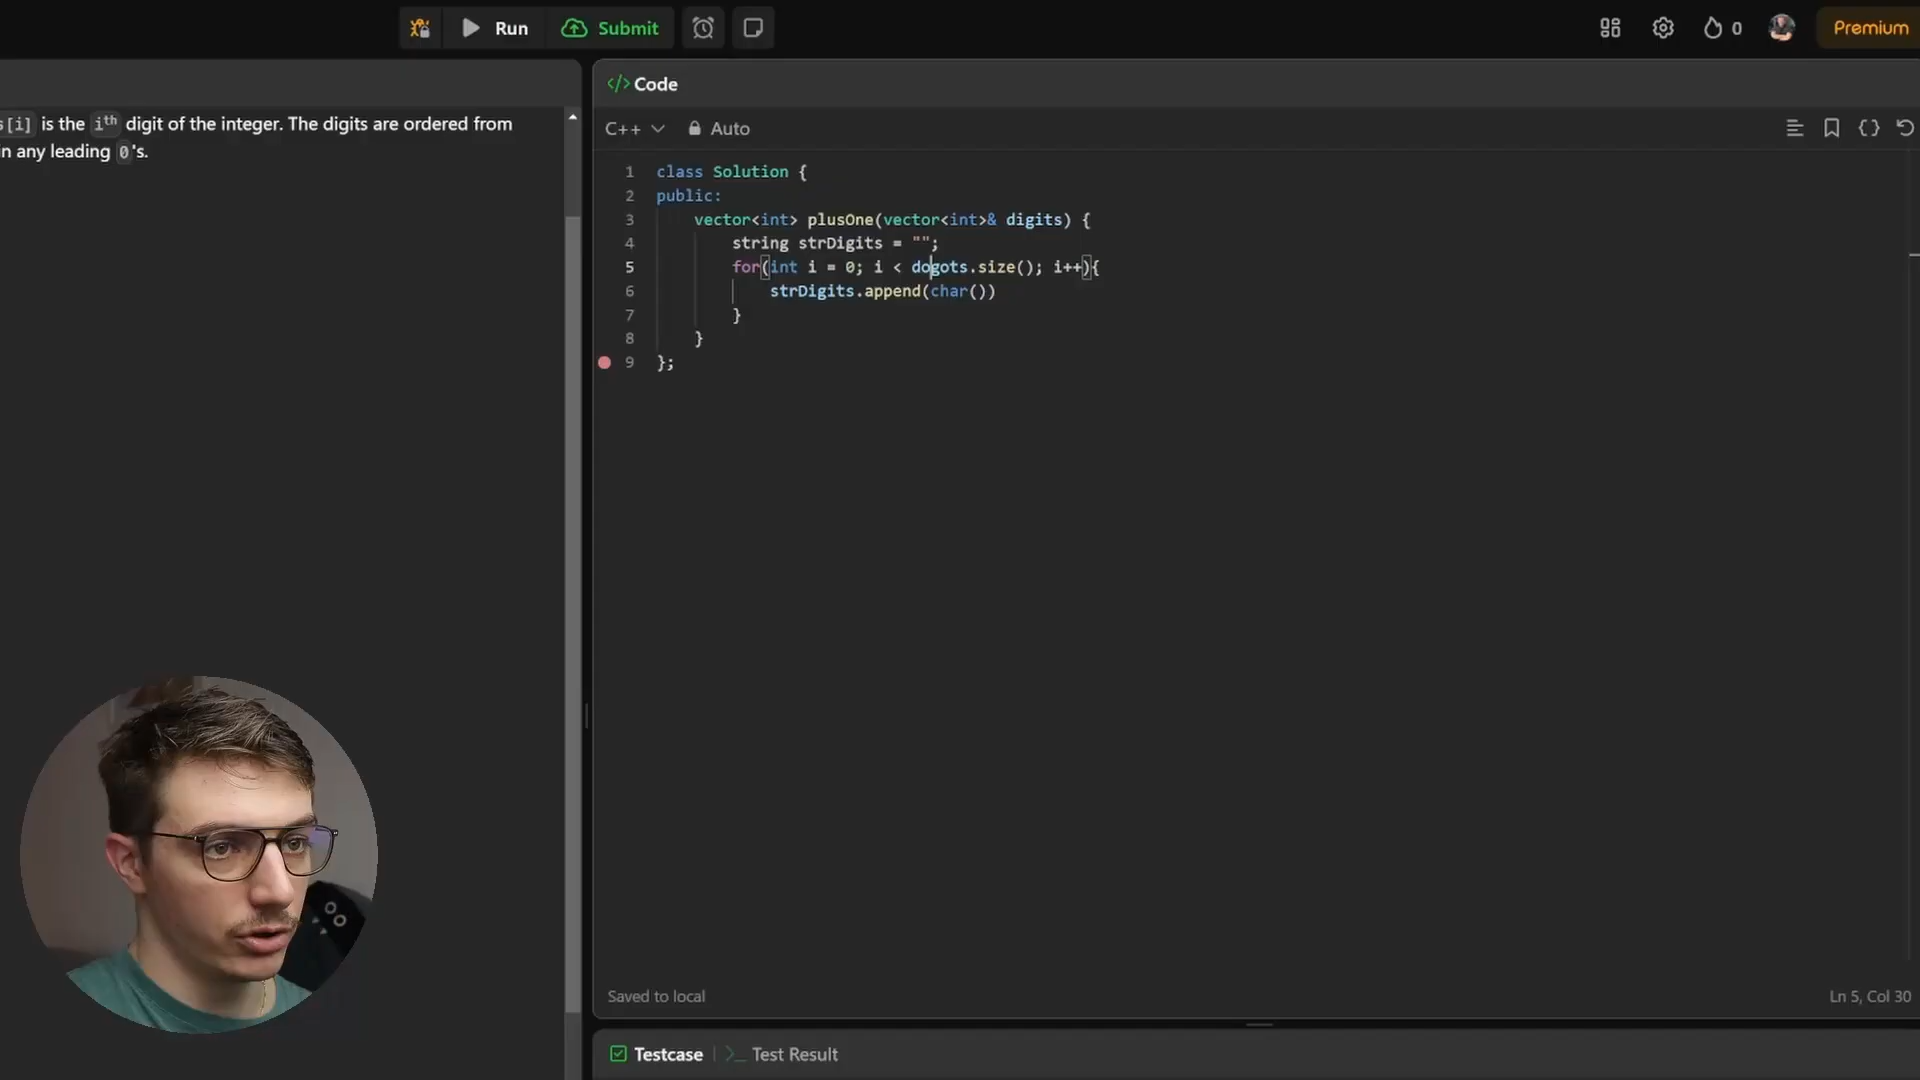 Run
Submit
0
Premium
s[i] is the ith digit of the integer. The digits are ordered from
in any leading 0's.
</> Code
C++
Auto
1 class Solution {
2 public:
3 vector<int> plusOne(vector<int>& digits) {
4 string strDigits = "";
5 for(int i = 0; i < dogots.size(); i++){
6 strDigits.append(char())
7 }
8 }
9 };
Saved to local
Ln 5, Col 30
Testcase
Test Result